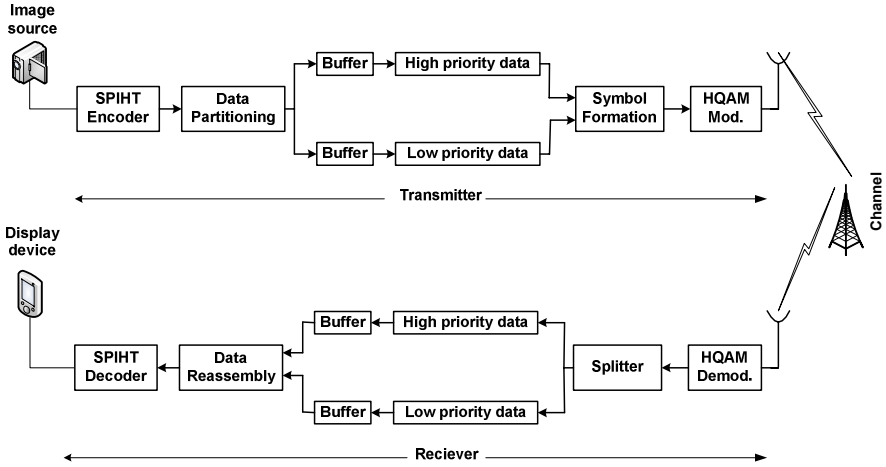 Image
source
SPIHT
Encoder
Data
Partitioning
Buffer
High priority data
Buffer
Low priority data
Symbol
Formation
HQAM
Mod.
Transmitter
Channel
Display
device
SPIHT
Decoder
Data
Reassembly
Buffer
High priority data
Buffer
Low priority data
Splitter
HQAM
Demod.
Reciever